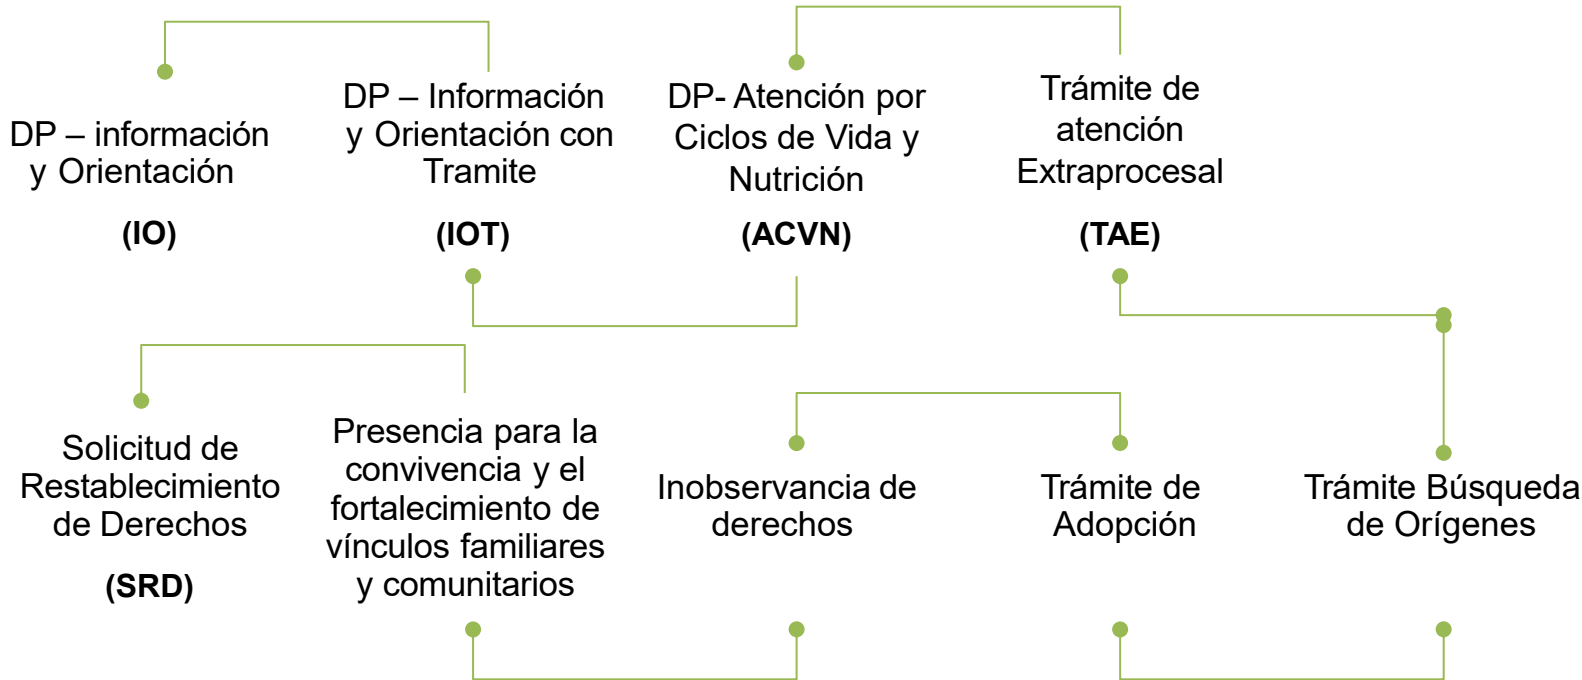 DP – información
y Orientación
(IO)
DP – Información
y Orientación con
Tramite
(IOT)
DP- Atención por
Ciclos de Vida y
Nutrición
(ACVN)
Trámite de
atención
Extraprocesal
(TAE)
Solicitud de
Restablecimiento
de Derechos
(SRD)
Presencia para la
convivencia y el
fortalecimiento de
vínculos familiares
y comunitarios
Inobservancia de
derechos
Trámite de
Adopción
Trámite Búsqueda
de Orígenes